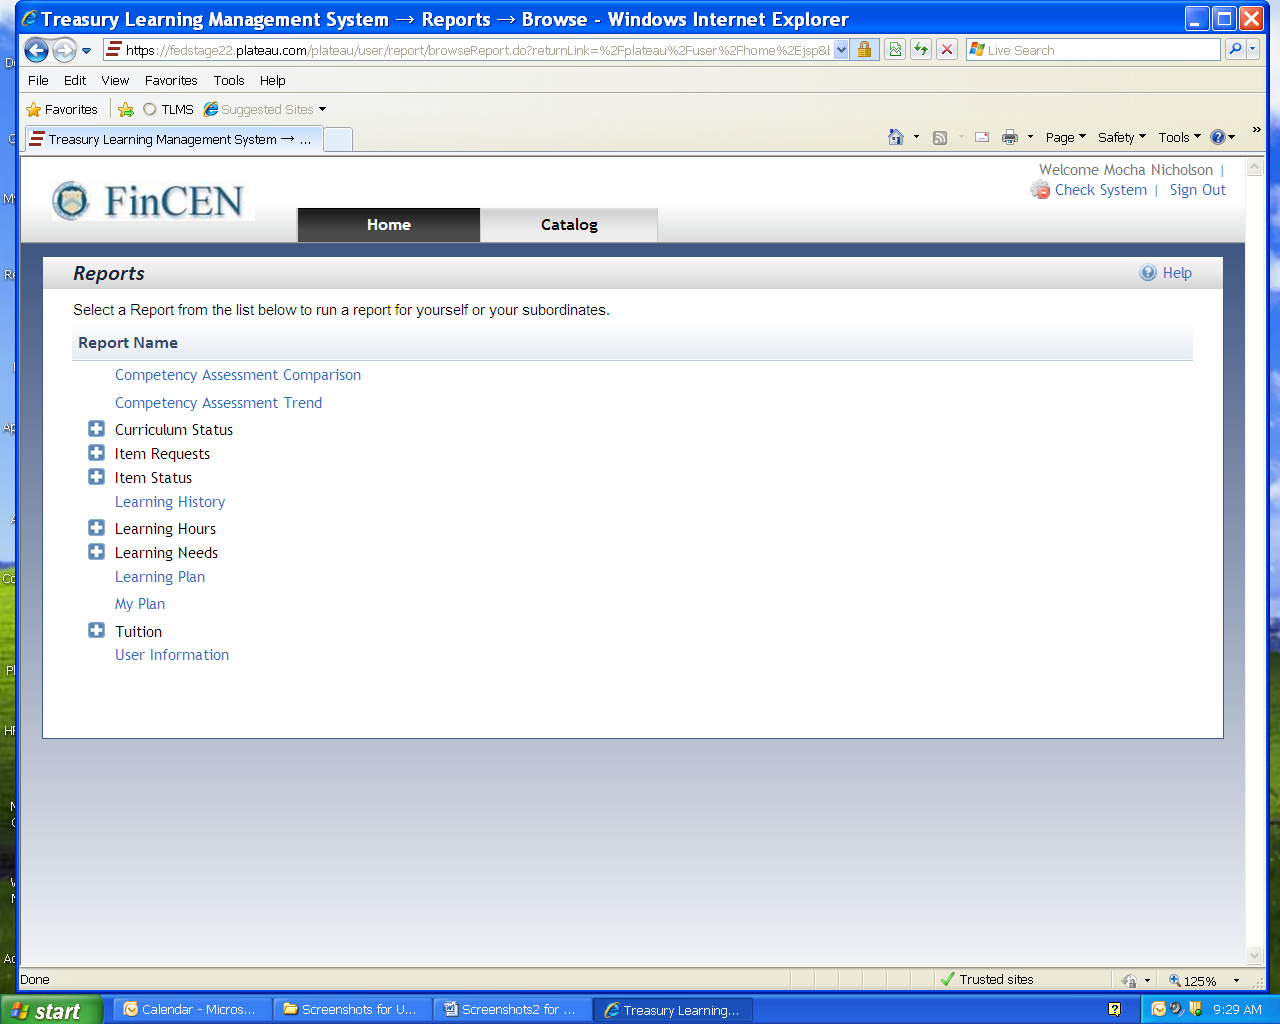 Treasury Learning Management System → Reports → Browse - Windows Internet Explorer
https://fedstage22.plateau.com/plateau/user/report/browseReport.do?returnLink=%2Fplateau%2Fuser%2Fhome%2Ejsp&
Live Search
File Edit View Favorites Tools Help
Favorites TLMS Suggested Sites
Treasury Learning Management System → ...
Page Safety Tools
Welcome Mocha Nicholson |
Check System | Sign Out
FinCEN
Home Catalog
Reports
Help
Select a Report from the list below to run a report for yourself or your subordinates.
Report Name
Competency Assessment Comparison
Competency Assessment Trend
Curriculum Status
Item Requests
Item Status
Learning History
Learning Hours
Learning Needs
Learning Plan
My Plan
Tuition
User Information
Done
Trusted sites
125%
start
Calendar - Micros...
Screenshots for U...
Screenshots2 for ...
Treasury Learning...
9:29 AM